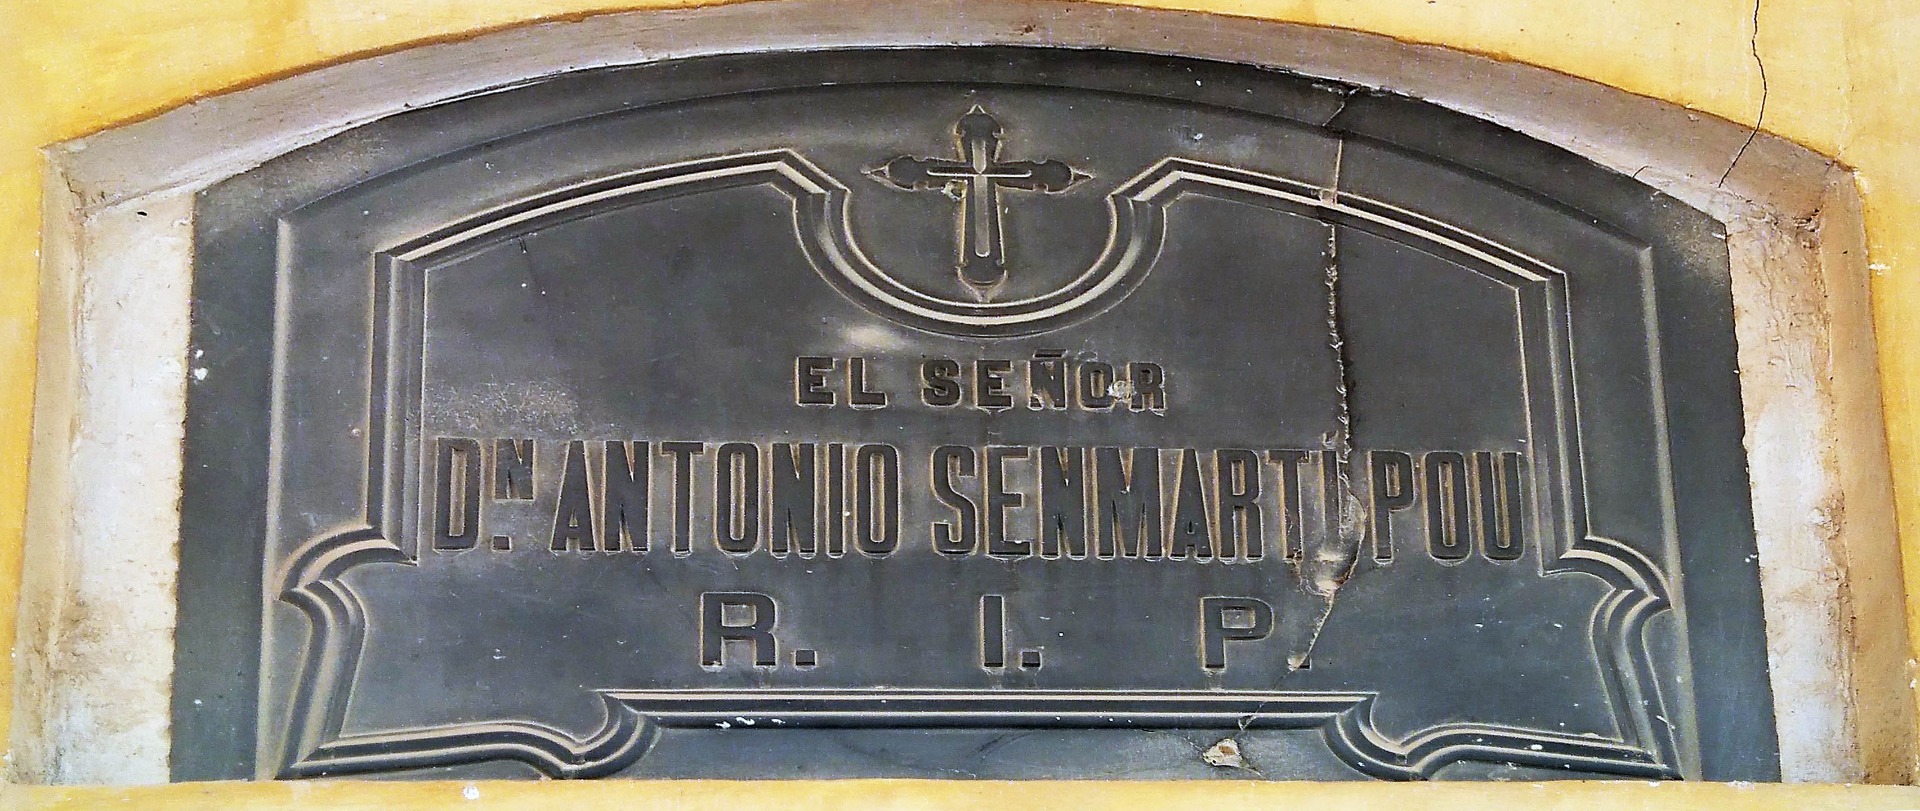 EL SEÑOR
Dᴺ. ANTONIO SENMARTI POU
R. I. P.